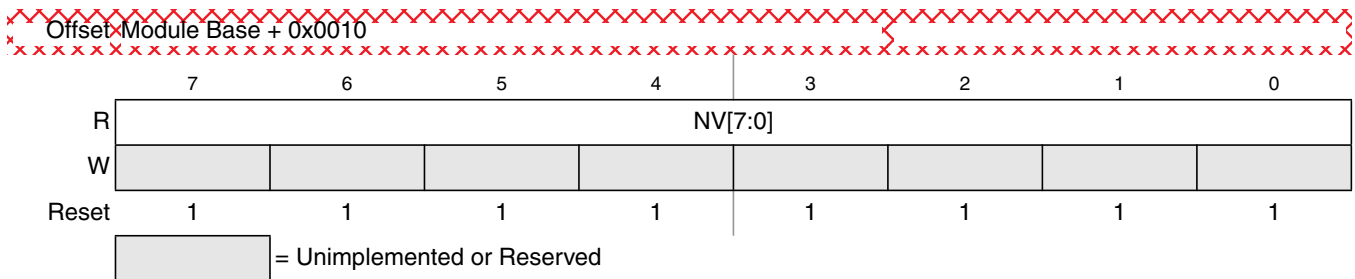 Offset Module Base + 0x0010
7 6 5 4 3 2 1 0
R NV[7:0]
W
Reset 1 1 1 1 1 1 1 1
= Unimplemented or Reserved